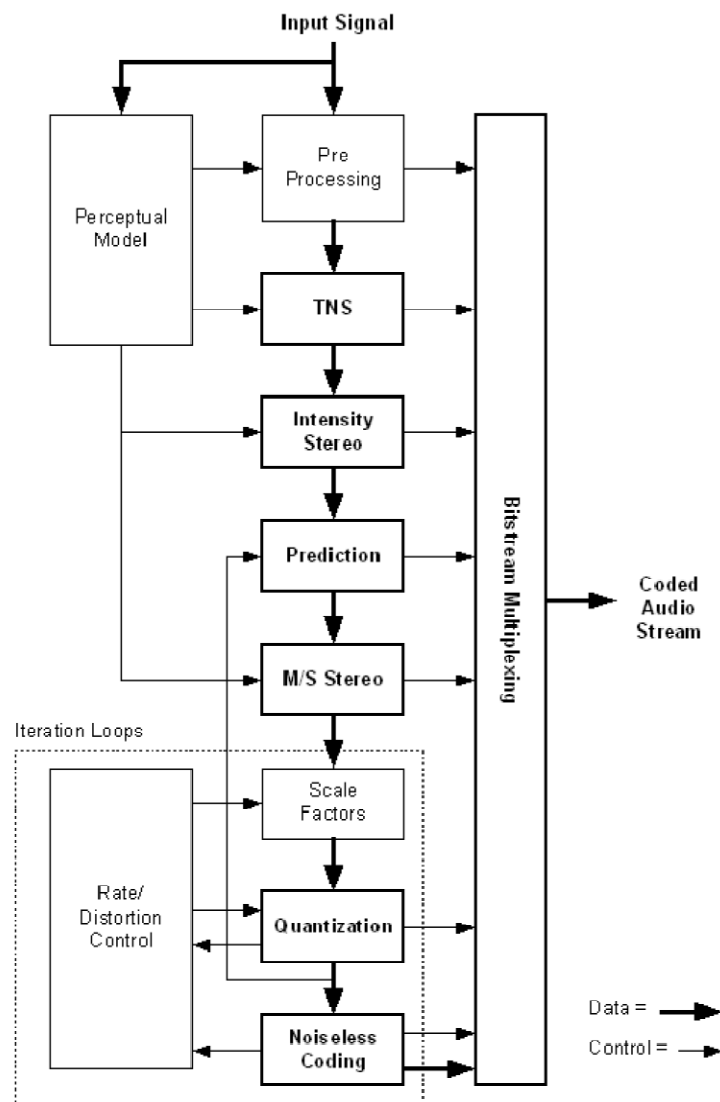 Input Signal
Perceptual
Model
Pre
Processing
TNS
Intensity
Stereo
Prediction
M/S Stereo
Iteration Loops
Scale
Factors
Rate/
Distortion
Control
Quantization
Noiseless
Coding
Bitstream Multiplexing
Coded
Audio
Stream
Data =
Control =